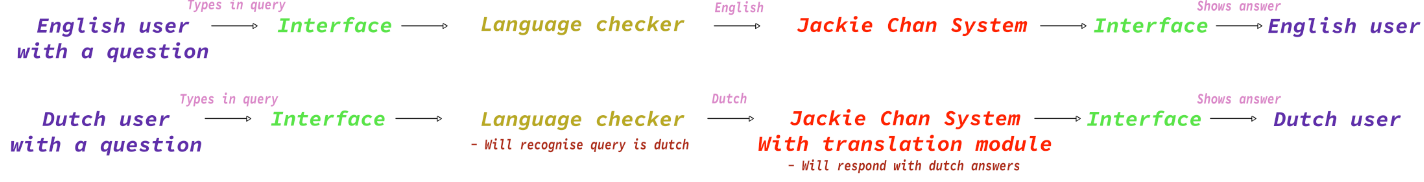 Types in query
English
Shows answer
English user
with a question
Interface
Language checker
Jackie Chan System
Interface
English user
Types in query
Dutch
Shows answer
Dutch user
with a question
Interface
Language checker
- Will recognise query is dutch
Jackie Chan System
With translation module
- Will respond with dutch answers
Interface
Dutch user